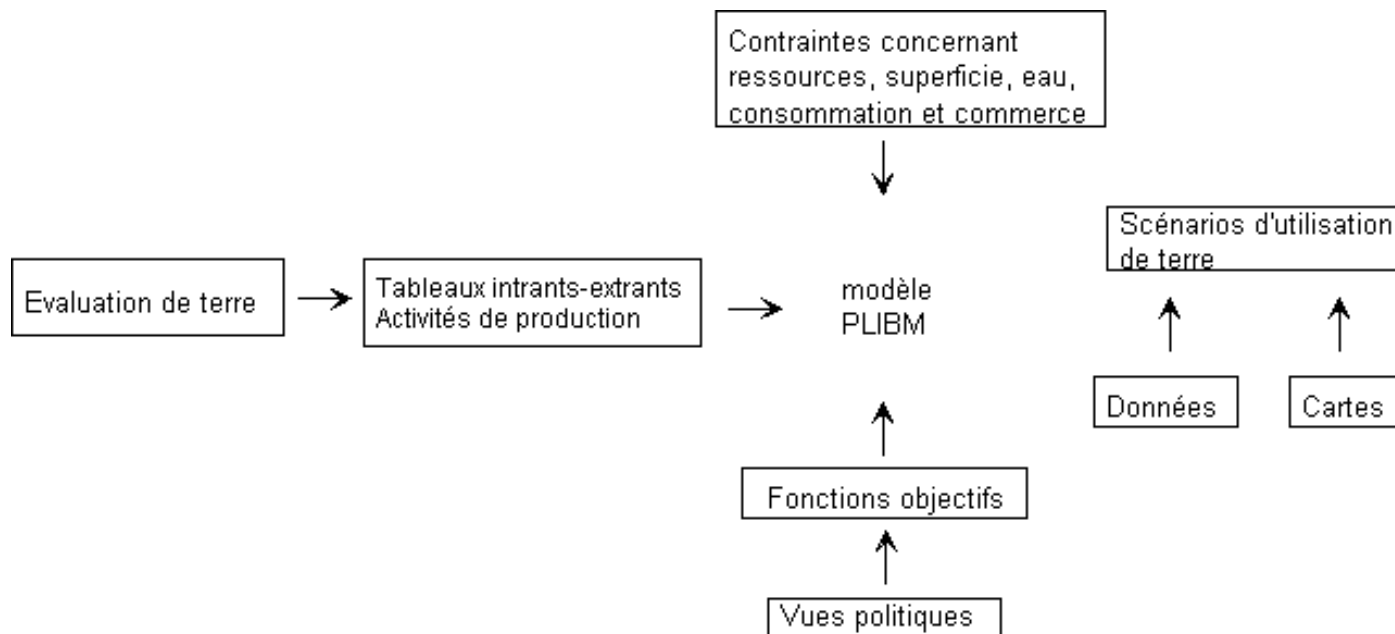 Contraintes concernant
ressources, superficie, eau,
consommation et commerce
Scénarios d'utilisation
de terre
Evaluation de terre
Tableaux intrants-extrants
Activités de production
modèle
PLIBM
Données
Cartes
Fonctions objectifs
Vues politiques